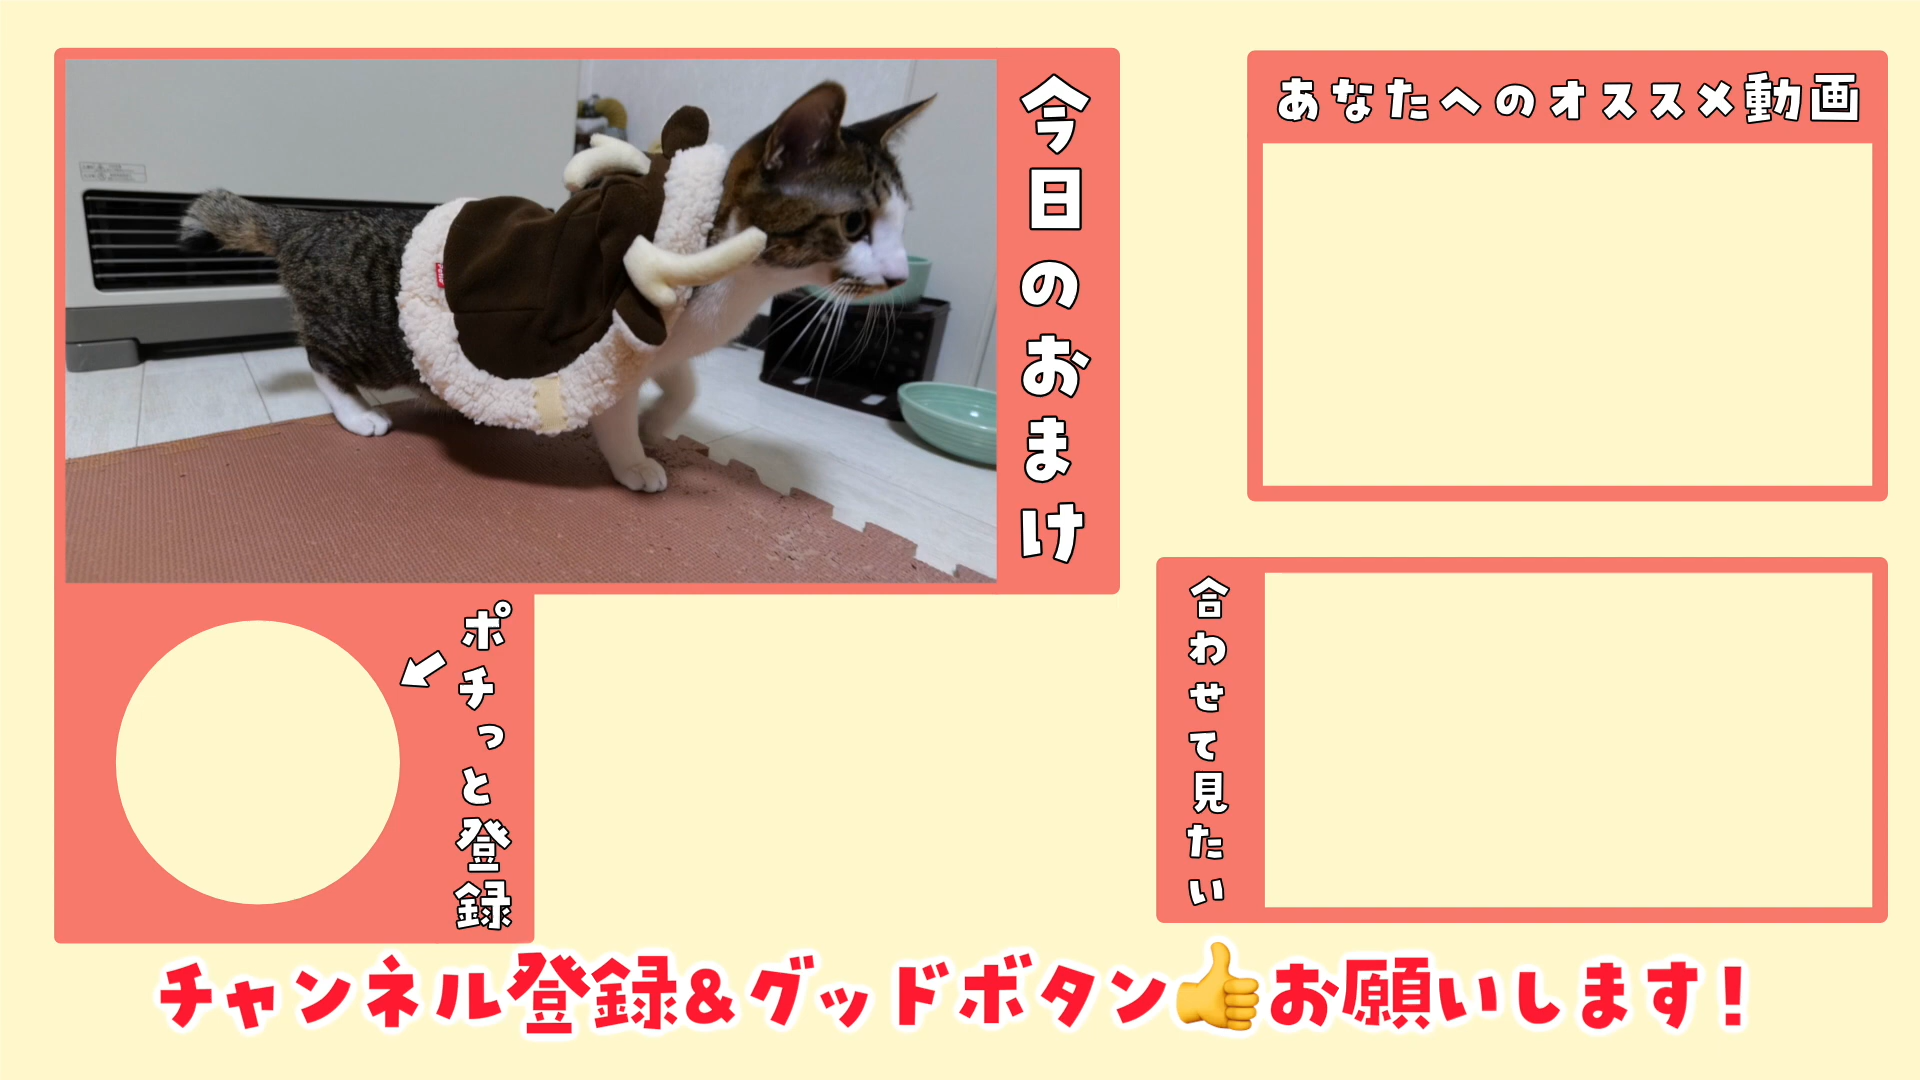 今日のおまけ
あなたへのオススメ動画
ポチっと登録
合わせて見たい
チャンネル登録&グッドボタン👍お願いします!